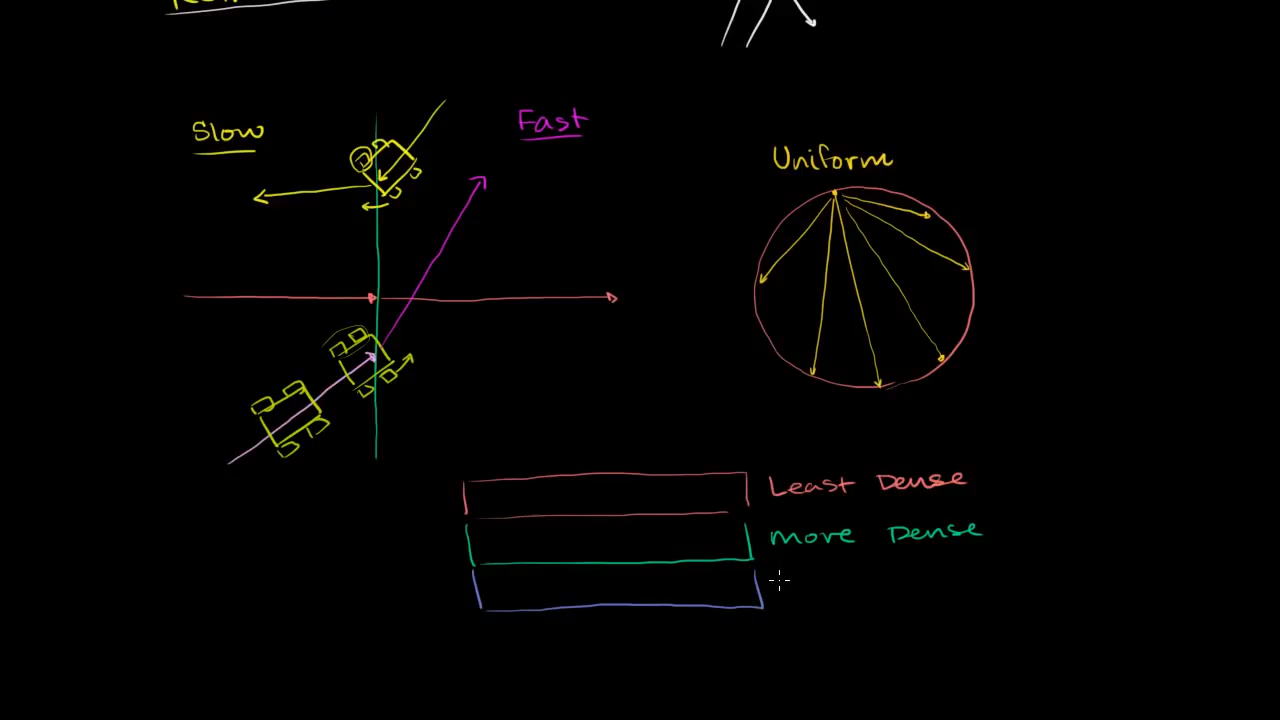 Slow
Fast
Uniform
Least Dense
more Dense